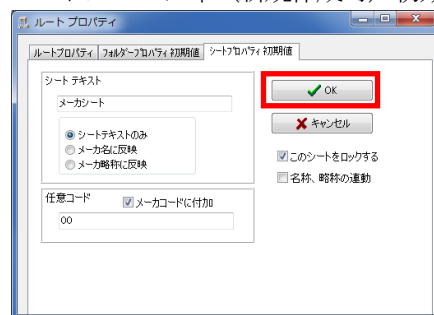 ルート プロパティ
ルートプロパティ フォルダープロパティ初期値 シートプロパティ初期値
シート テキスト
メーカシート
シートテキストのみ
メーカ名に反映
メーカ略称に反映
任意コード
メーカコードに付加
00
OK
キャンセル
このシートをロックする
名称、略称の連動